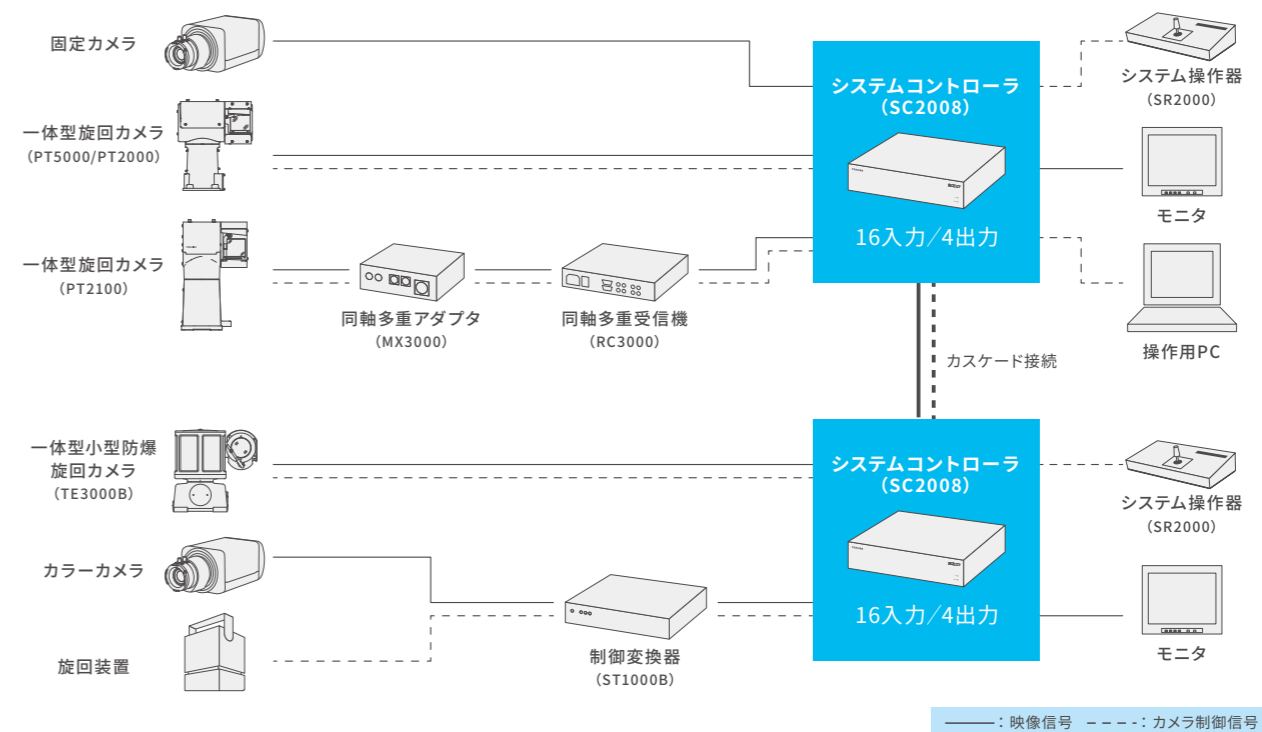 固定カメラ
一体型旋回カメラ
（PT5000/PT2000）
一体型旋回カメラ
（PT2100）
同軸多重アダプタ
（MX3000）
同軸多重受信機
（RC3000）
システムコントローラ
（SC2008）
16入力/4出力
システム操作器
（SR2000）
モニタ
操作用PC
カスケード接続
一体型小型防爆
旋回カメラ
（TE3000B）
カラーカメラ
旋回装置
制御変換器
（ST1000B）
システムコントローラ
（SC2008）
16入力/4出力
システム操作器
（SR2000）
モニタ
———：映像信号 – – – -：カメラ制御信号